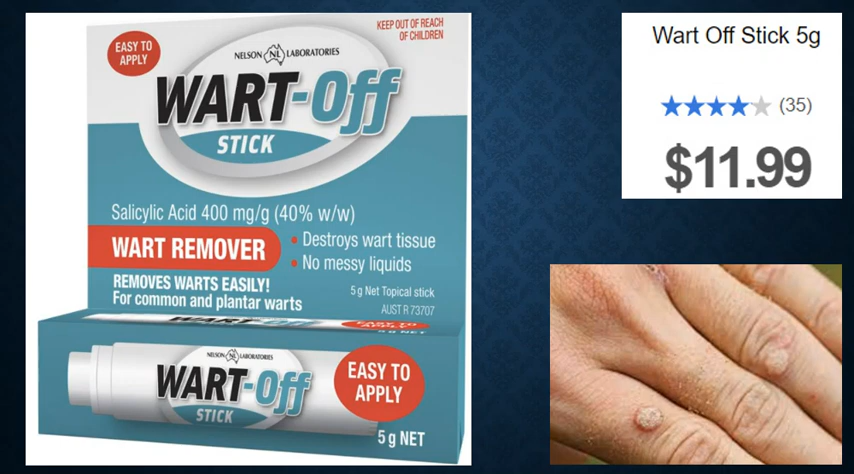 KEEP OUT OF REACH
OF CHILDREN
EASY TO
APPLY
NELSON NL LABORATORIES
WART-Off
STICK
Salicylic Acid 400 mg/g (40% w/w)
WART REMOVER
• Destroys wart tissue
• No messy liquids
REMOVES WARTS EASILY!
For common and plantar warts
5 g Net Topical stick
AUST R 73707
NELSON NL LABORATORIES
WART-Off
STICK
EASY TO
APPLY
5 g NET
Wart Off Stick 5g
(35)
$11.99